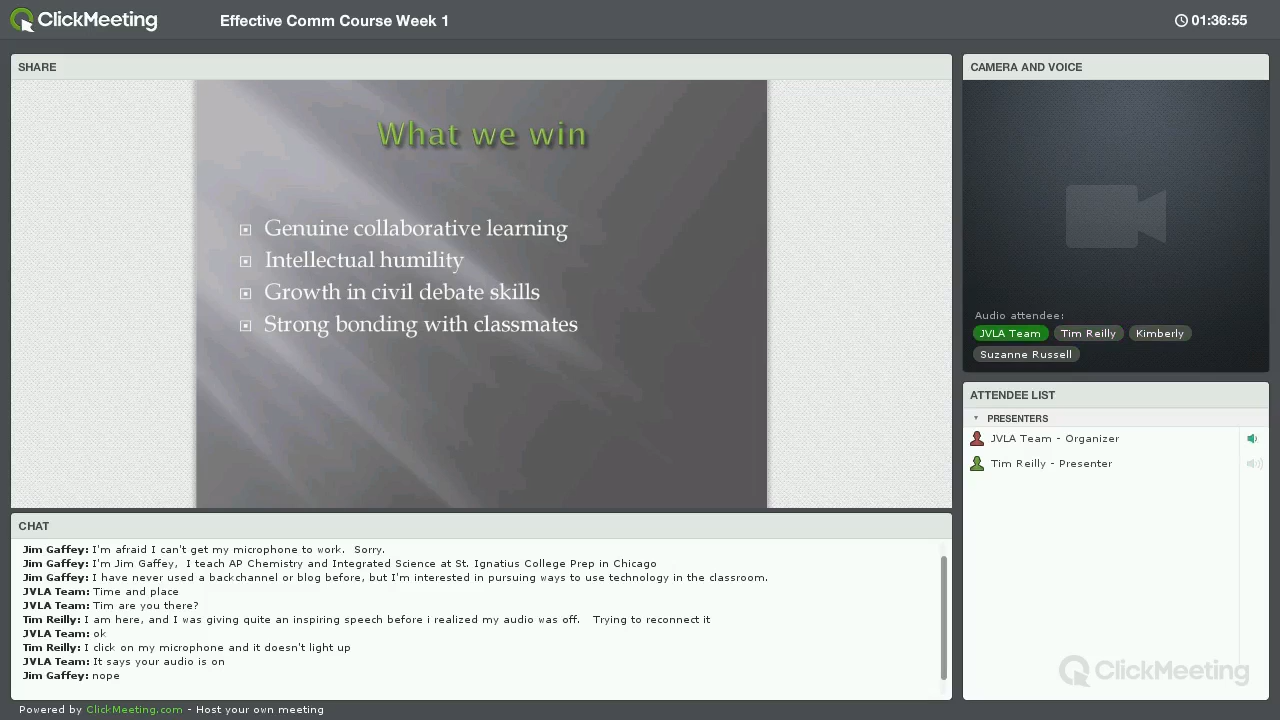 ClickMeeting
Effective Comm Course Week 1
01:36:55
SHARE
What we win
Genuine collaborative learning
Intellectual humility
Growth in civil debate skills
Strong bonding with classmates
CAMERA AND VOICE
Audio attendee:
JVLA Team Tim Reilly Kimberly
Suzanne Russell
ATTENDEE LIST
PRESENTERS
JVLA Team - Organizer
Tim Reilly - Presenter
ClickMeeting
CHAT
Jim Gaffey: I'm afraid I can't get my microphone to work. Sorry.
Jim Gaffey: I'm Jim Gaffey, I teach AP Chemistry and Integrated Science at St. Ignatius College Prep in Chicago
Jim Gaffey: I have never used a backchannel or blog before, but I'm interested in pursuing ways to use technology in the classroom.
JVLA Team: Time and place
JVLA Team: Tim are you there?
Tim Reilly: I am here, and I was giving quite an inspiring speech before i realized my audio was off. Trying to reconnect it
JVLA Team: ok
Tim Reilly: I click on my microphone and it doesn't light up
JVLA Team: It says your audio is on
Jim Gaffey: nope
Powered by ClickMeeting.com - Host your own meeting